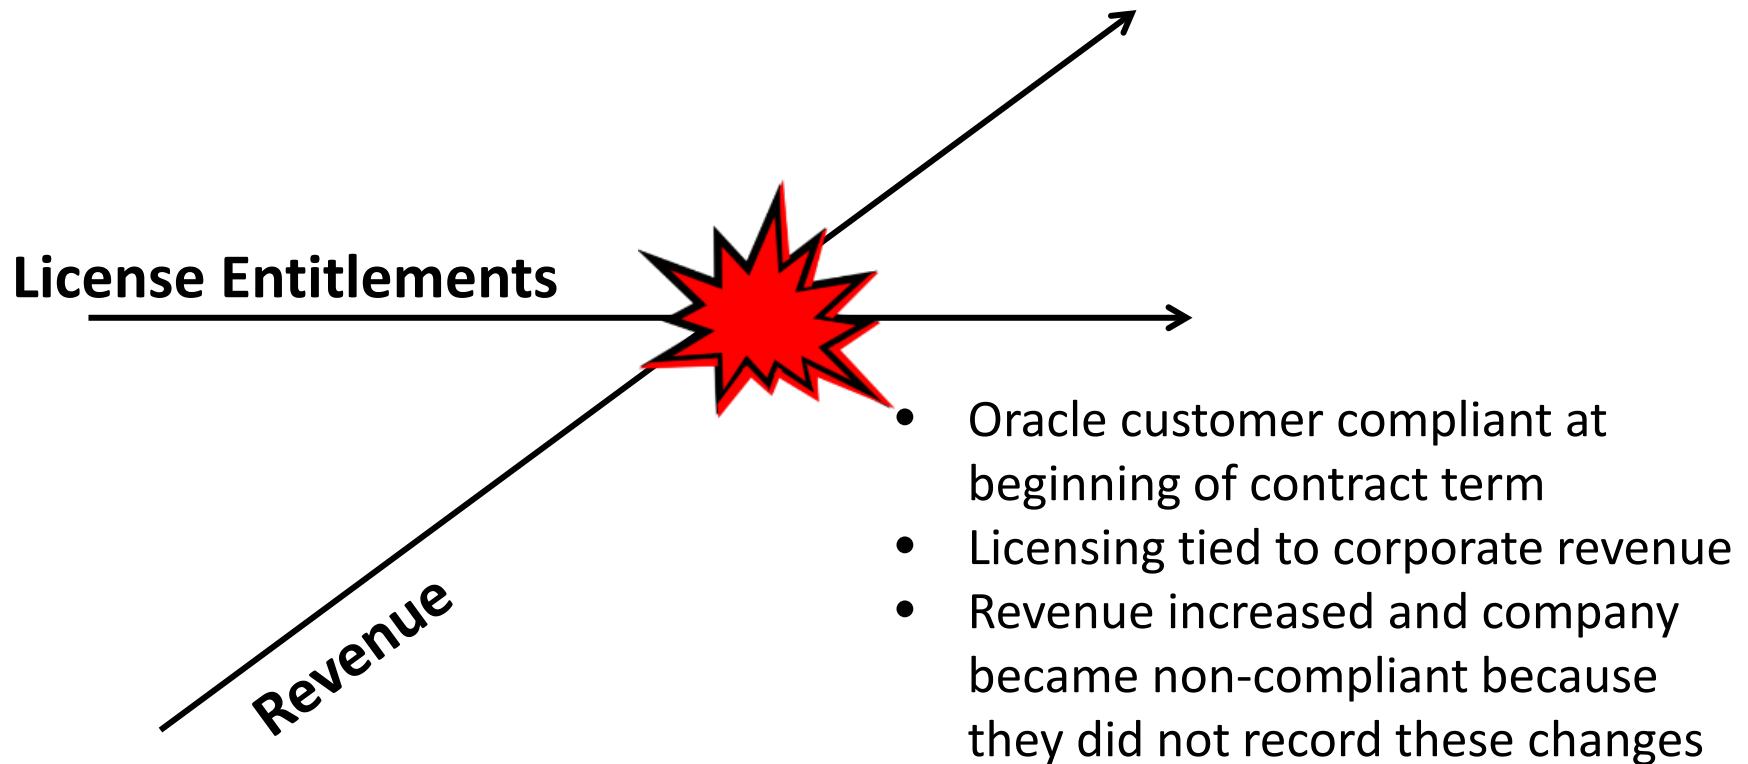 License Entitlements
Revenue
• Oracle customer compliant at
beginning of contract term
• Licensing tied to corporate revenue
• Revenue increased and company
became non-compliant because
they did not record these changes